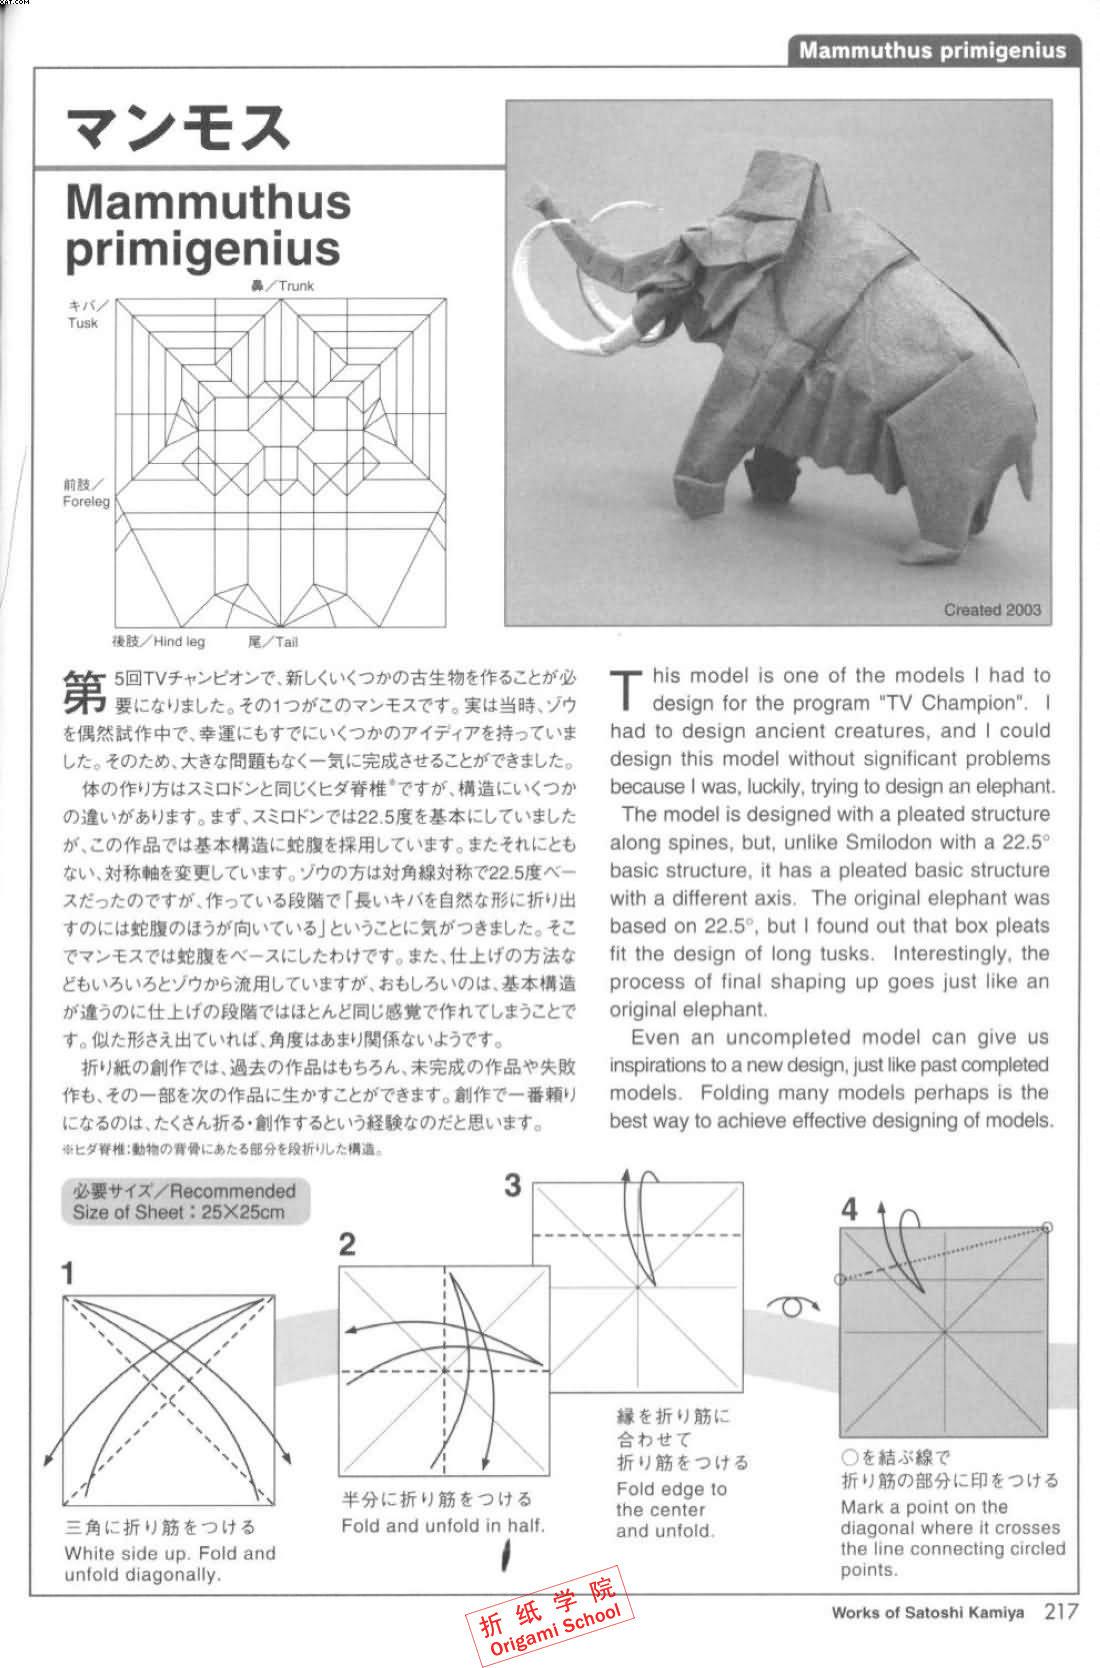 XAT.COM
Mammuthus primigenius
マンモス
Mammuthus
primigenius
鼻／Trunk
キバ／
Tusk
前肢／
Foreleg
後肢／Hind leg
尾／Tail
Created 2003
第5回TVチャンピオンで、新しくいくつかの古生物を作ることが必
要になりました。その1つがこのマンモスです。実は当時、ゾウ
を偶然試作中で、幸運にもすでにいくつかのアイディアを持っていま
した。そのため、大きな問題もなく一気に完成させることができました。
体の作り方はスミロドンと同じくヒダ脊椎※ですが、構造にいくつか
の違いがあります。まず、スミロドンでは22.5度を基本にしていました
が、この作品では基本構造に蛇腹を採用しています。またそれにとも
ない、対称軸を変更しています。ゾウの方は対角線対称で22.5度ベー
スだったのですが、作っている段階で「長いキバを自然な形に折り出
すのには蛇腹のほうが向いている」ということに気がつきました。そこ
でマンモスでは蛇腹をベースにしたわけです。また、仕上げの方法な
どもいろいろとゾウから流用していますが、おもしろいのは、基本構造
が違うのに仕上げの段階ではほとんど同じ感覚で作れてしまうことで
す。似た形さえ出ていれば、角度はあまり関係ないようです。
折り紙の創作では、過去の作品はもちろん、未完成の作品や失敗
作も、その一部を次の作品に生かすことができます。創作で一番頼り
になるのは、たくさん折る・創作するという経験なのだと思います。
※ヒダ脊椎：動物の背骨にあたる部分を段折りした構造。
This model is one of the models I had to
design for the program "TV Champion". I
had to design ancient creatures, and I could
design this model without significant problems
because I was, luckily, trying to design an elephant.
The model is designed with a pleated structure
along spines, but, unlike Smilodon with a 22.5°
basic structure, it has a pleated basic structure
with a different axis. The original elephant was
based on 22.5°, but I found out that box pleats
fit the design of long tusks. Interestingly, the
process of final shaping up goes just like an
original elephant.
Even an uncompleted model can give us
inspirations to a new design, just like past completed
models. Folding many models perhaps is the
best way to achieve effective designing of models.
必要サイズ／Recommended
Size of Sheet：25×25cm
1
三角に折り筋をつける
White side up. Fold and
unfold diagonally.
2
半分に折り筋をつける
Fold and unfold in half.
3
縁を折り筋に
合わせて
折り筋をつける
Fold edge to
the center
and unfold.
4
○を結ぶ線で
折り筋の部分に印をつける
Mark a point on the
diagonal where it crosses
the line connecting circled
points.
Works of Satoshi Kamiya 217
折纸学院
Origami School